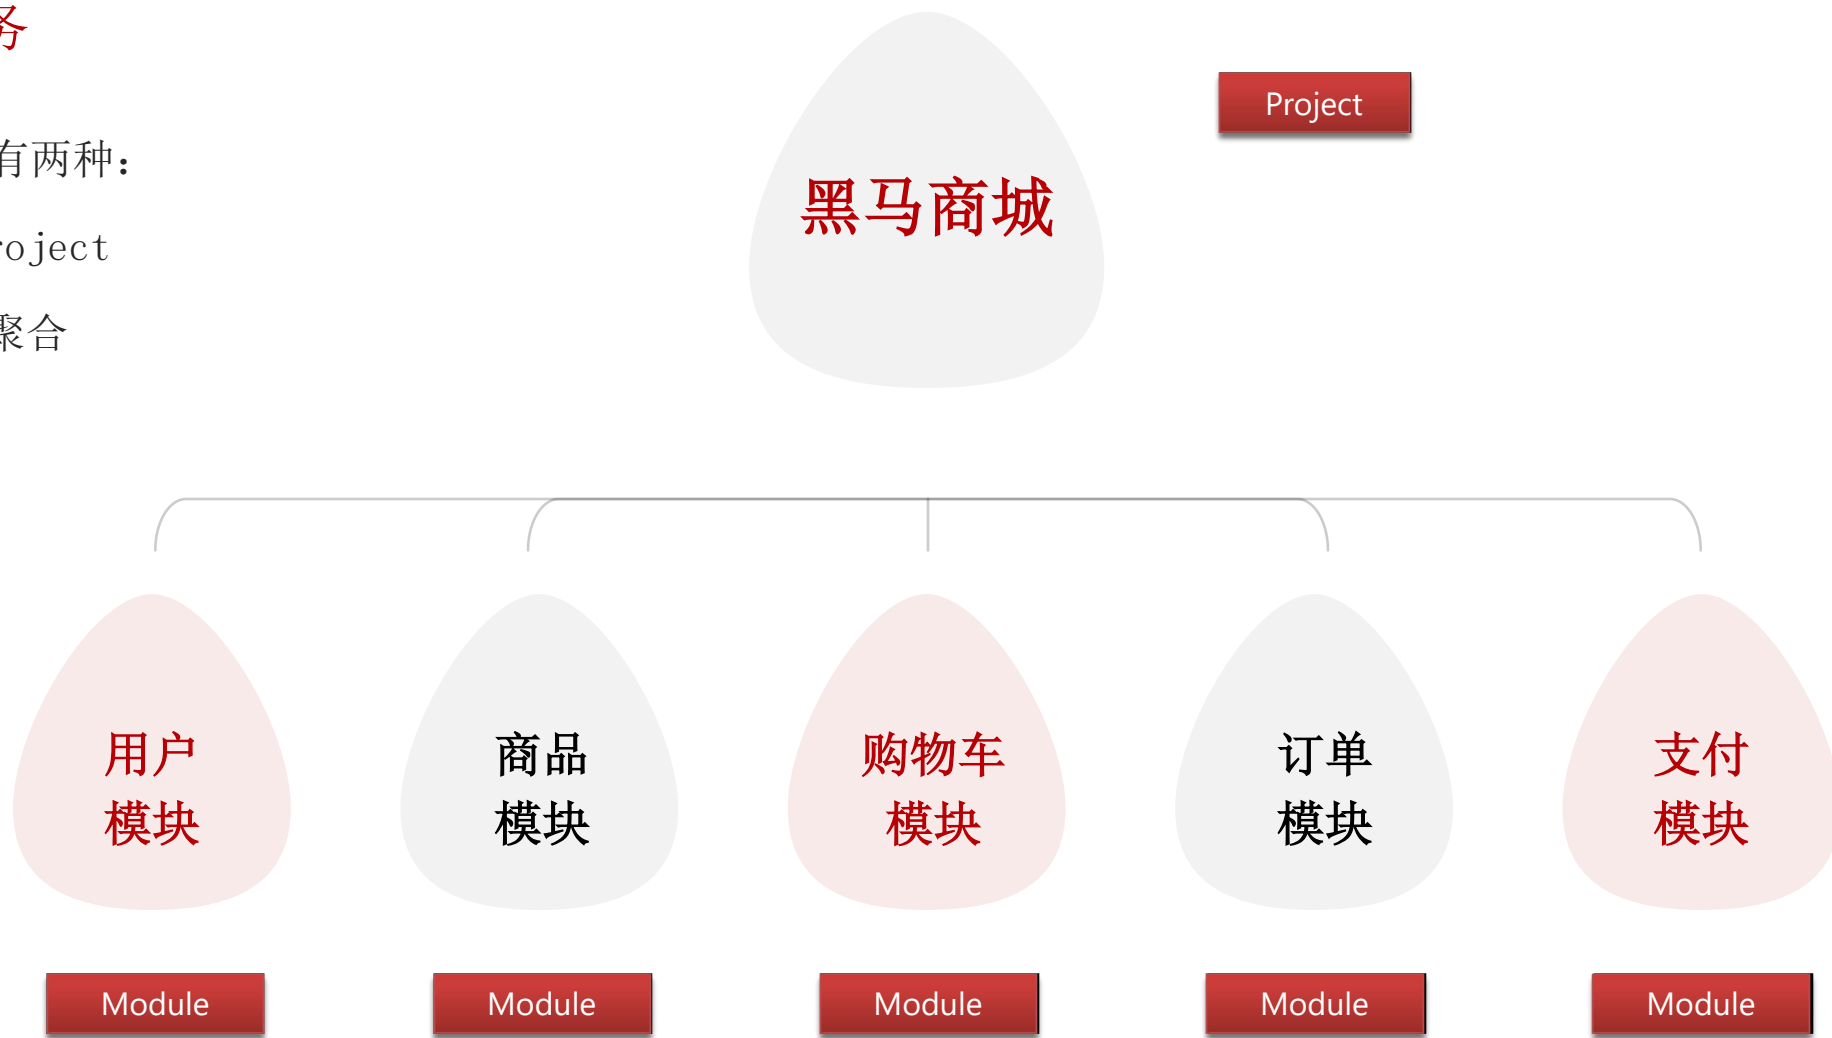 务
有两种：
roject
聚合
黑马商城
Project
用户
模块
商品
模块
购物车
模块
订单
模块
支付
模块
Module
Module
Module
Module
Module